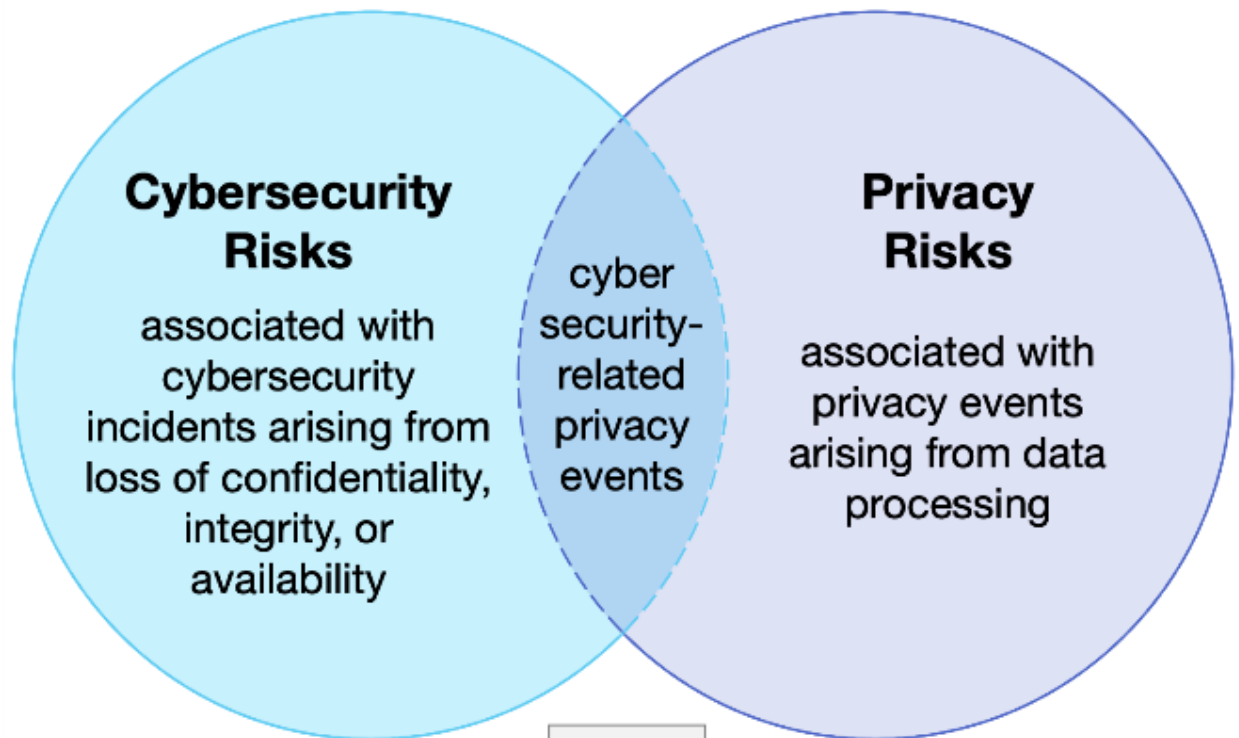 Cybersecurity
Risks
associated with
cybersecurity
incidents arising from
loss of confidentiality,
integrity, or
availability
cyber
security-
related
privacy
events
Privacy
Risks
associated with
privacy events
arising from data
processing